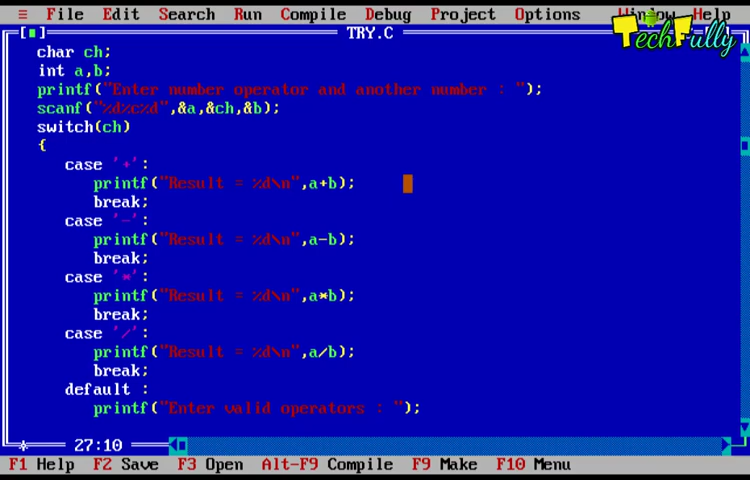 ≡ File Edit Search Run Compile Debug Project Options Window Help
TechFully
[■] TRY.C
char ch;
int a,b;
printf("Enter number operator and another number : ");
scanf("%d%c%d",&a,&ch,&b);
switch(ch)
{
case '+':
printf("Result = %d\n",a+b);
break;
case '-':
printf("Result = %d\n",a-b);
break;
case '*':
printf("Result = %d\n",a*b);
break;
case '/':
printf("Result = %d\n",a/b);
break;
default :
printf("Enter valid operators : ");
27:10
F1 Help F2 Save F3 Open Alt-F9 Compile F9 Make F10 Menu